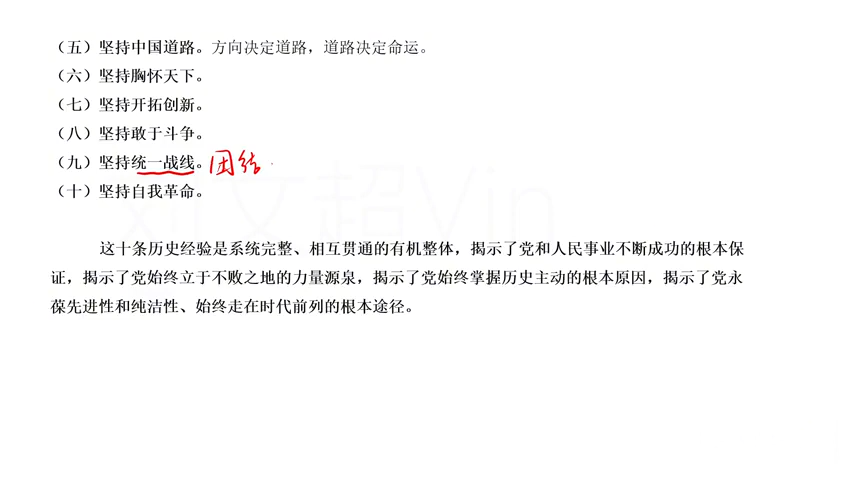 （五）坚持中国道路。方向决定道路，道路决定命运。
（六）坚持胸怀天下。
（七）坚持开拓创新。
（八）坚持敢于斗争。
（九）坚持统一战线。团结
（十）坚持自我革命。
这十条历史经验是系统完整、相互贯通的有机整体，揭示了党和人民事业不断成功的根本保
证，揭示了党始终立于不败之地的力量源泉，揭示了党始终掌握历史主动的根本原因，揭示了党永
葆先进性和纯洁性、始终走在时代前列的根本途径。